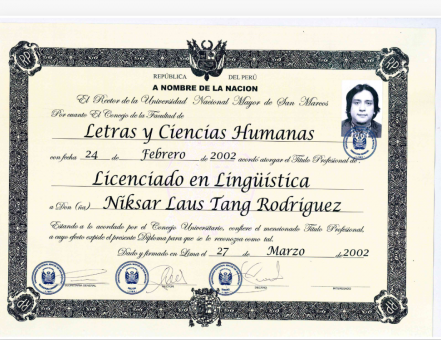 REPÚBLICA DEL PERÚ
A NOMBRE DE LA NACION
El Rector de la Universidad Nacional Mayor de San Marcos
Por cuanto El Concejo de la Facultad de
Letras y Ciencias Humanas
con fecha 24 de Febrero de 2002 acordó otorgar el Título Profesional de:
Licenciado en Lingüística
a Don (ña) Niksar Laus Tang Rodriguez
Estando a lo acordado por el Concejo Universitario, confiere el mencionado Título Profesional,
a cuyo efecto expide el presente Diploma para que se le reconozca como tal.
Dado y firmado en Lima el 27 de Marzo de 2002